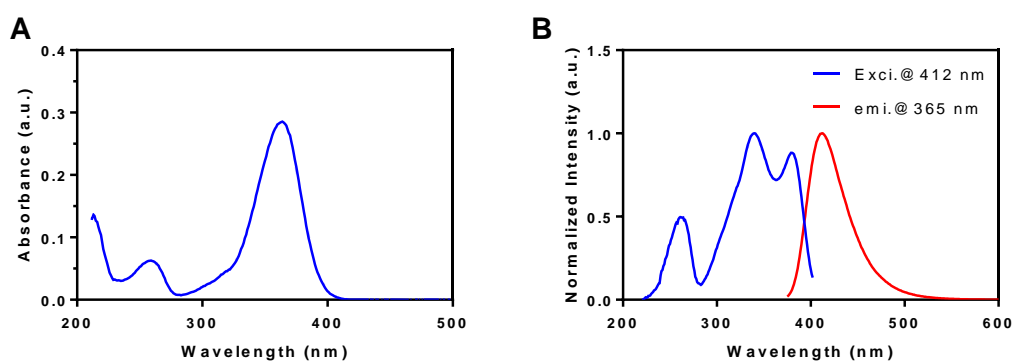 A
B
Absorbance (a.u.)
0.4
0.3
0.2
0.1
0.0
200
300
400
500
Wavelength (nm)
Normalized Intensity (a.u.)
1.5
1.0
0.5
0.0
200
300
400
500
600
Wavelength (nm)
Exci.@ 412 nm
emi.@ 365 nm